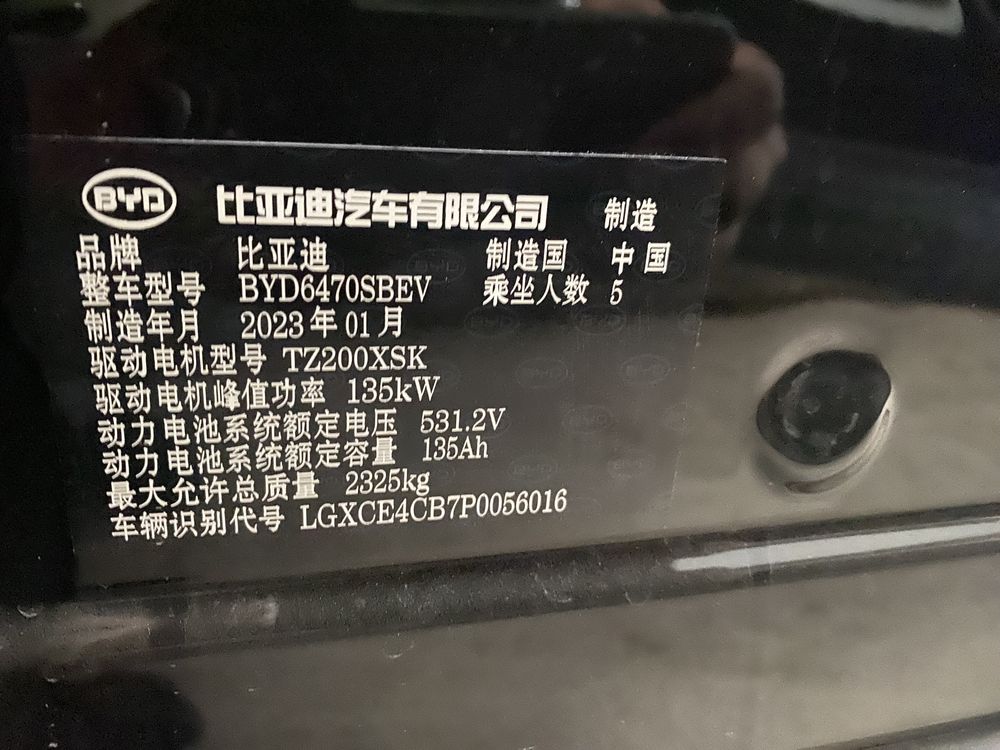 BYD 比亚迪汽车有限公司 制造
品牌 比亚迪 制造国 中国
整车型号 BYD6470SBEV 乘坐人数 5
制造年月 2023年01月
驱动电机型号 TZ200XSK
驱动电机峰值功率 135kW
动力电池系统额定电压 531.2V
动力电池系统额定容量 135Ah
最大允许总质量 2325kg
车辆识别代号 LGXCE4CB7P0056016